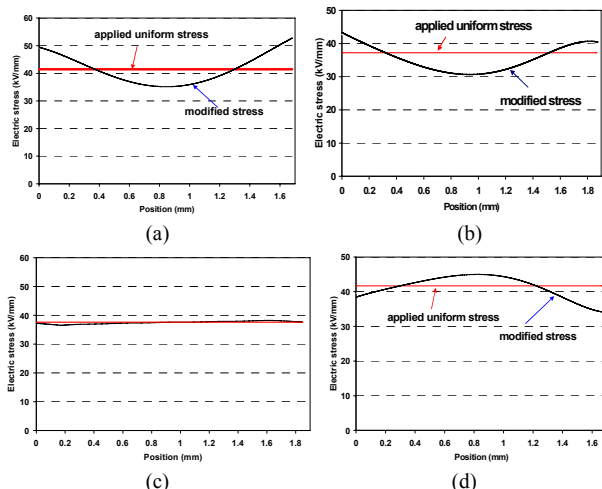 60
50
40
30
20
10
0
Electric stress (kV/mm)
applied uniform stress
modified stress
0 0.2 0.4 0.6 0.8 1 1.2 1.4 1.6
Position (mm)
(a)
50
40
30
20
10
0
Electric stress (kV/mm)
applied uniform stress
modified stress
0 0.2 0.4 0.6 0.8 1 1.2 1.4 1.6 1.8
Position (mm)
(b)
60
50
40
30
20
10
0
Electric stress (kV/mm)
0 0.2 0.4 0.6 0.8 1 1.2 1.4 1.6 1.8
Position (mm)
(c)
50
40
30
20
10
0
Electric stress (kV/mm)
applied uniform stress
modified stress
0 0.2 0.4 0.6 0.8 1 1.2 1.4 1.6
Position (mm)
(d)